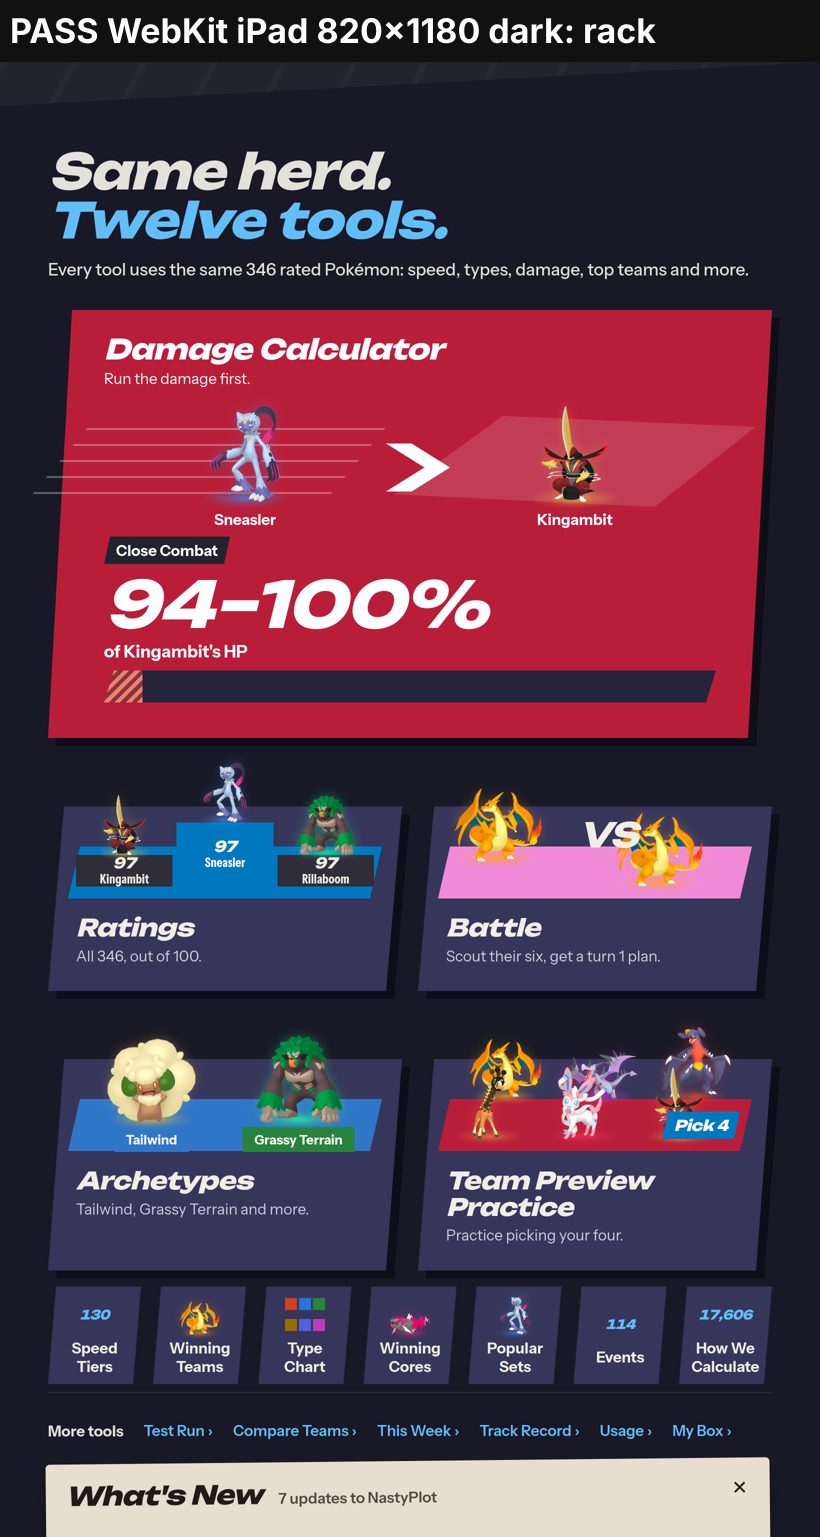 PASS WebKit iPad 820×1180 dark: rack
Same herd.
Twelve tools.
Every tool uses the same 346 rated Pokémon: speed, types, damage, top teams and more.
Damage Calculator
Run the damage first.
Sneasler
Kingambit
Close Combat
94–100%
of Kingambit's HP
97
Kingambit
97
Sneasler
97
Rillaboom
Ratings
All 346, out of 100.
VS
Battle
Scout their six, get a turn 1 plan.
Tailwind
Grassy Terrain
Archetypes
Tailwind, Grassy Terrain and more.
Pick 4
Team Preview
Practice
Practice picking your four.
130
Speed
Tiers
Winning
Teams
Type
Chart
Winning
Cores
Popular
Sets
114
Events
17,606
How We
Calculate
More tools Test Run › Compare Teams › This Week › Track Record › Usage › My Box ›
What's New 7 updates to NastyPlot ×